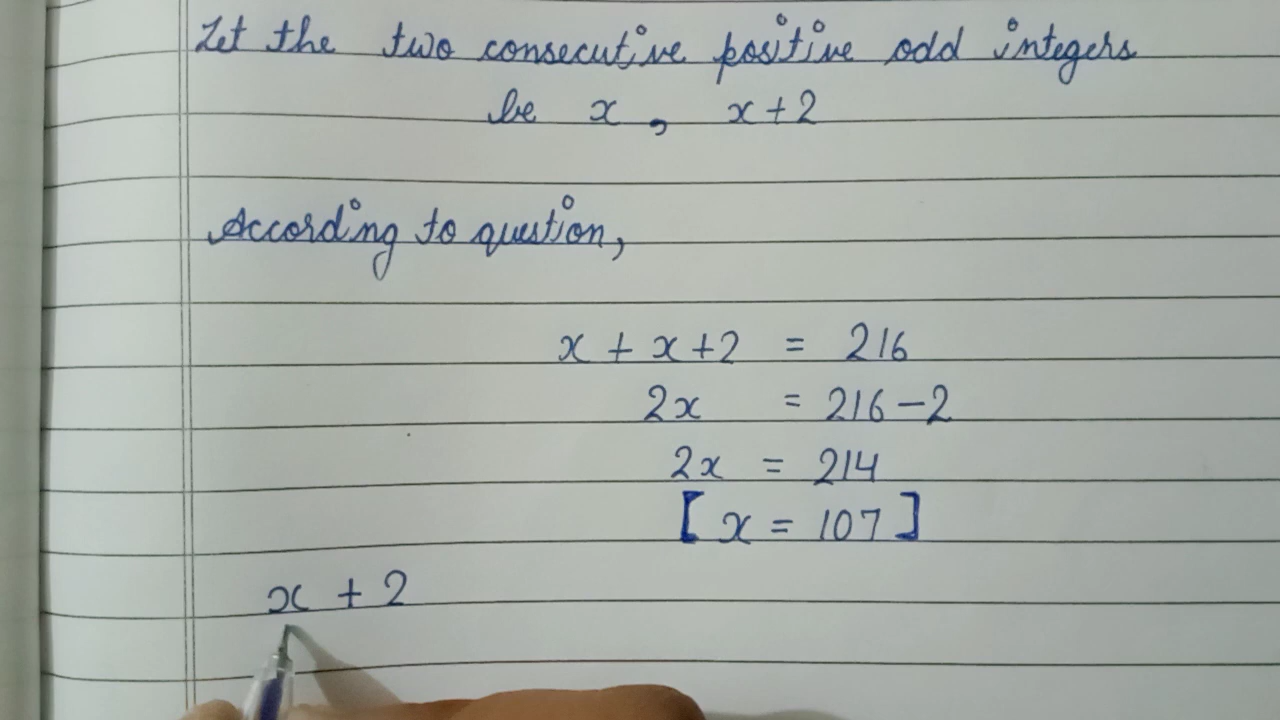 Let the two consecutive positive odd integers
be x, x+2
According to question,
x + x+2 = 216
2x = 216-2
2x = 214
[x = 107]
x + 2